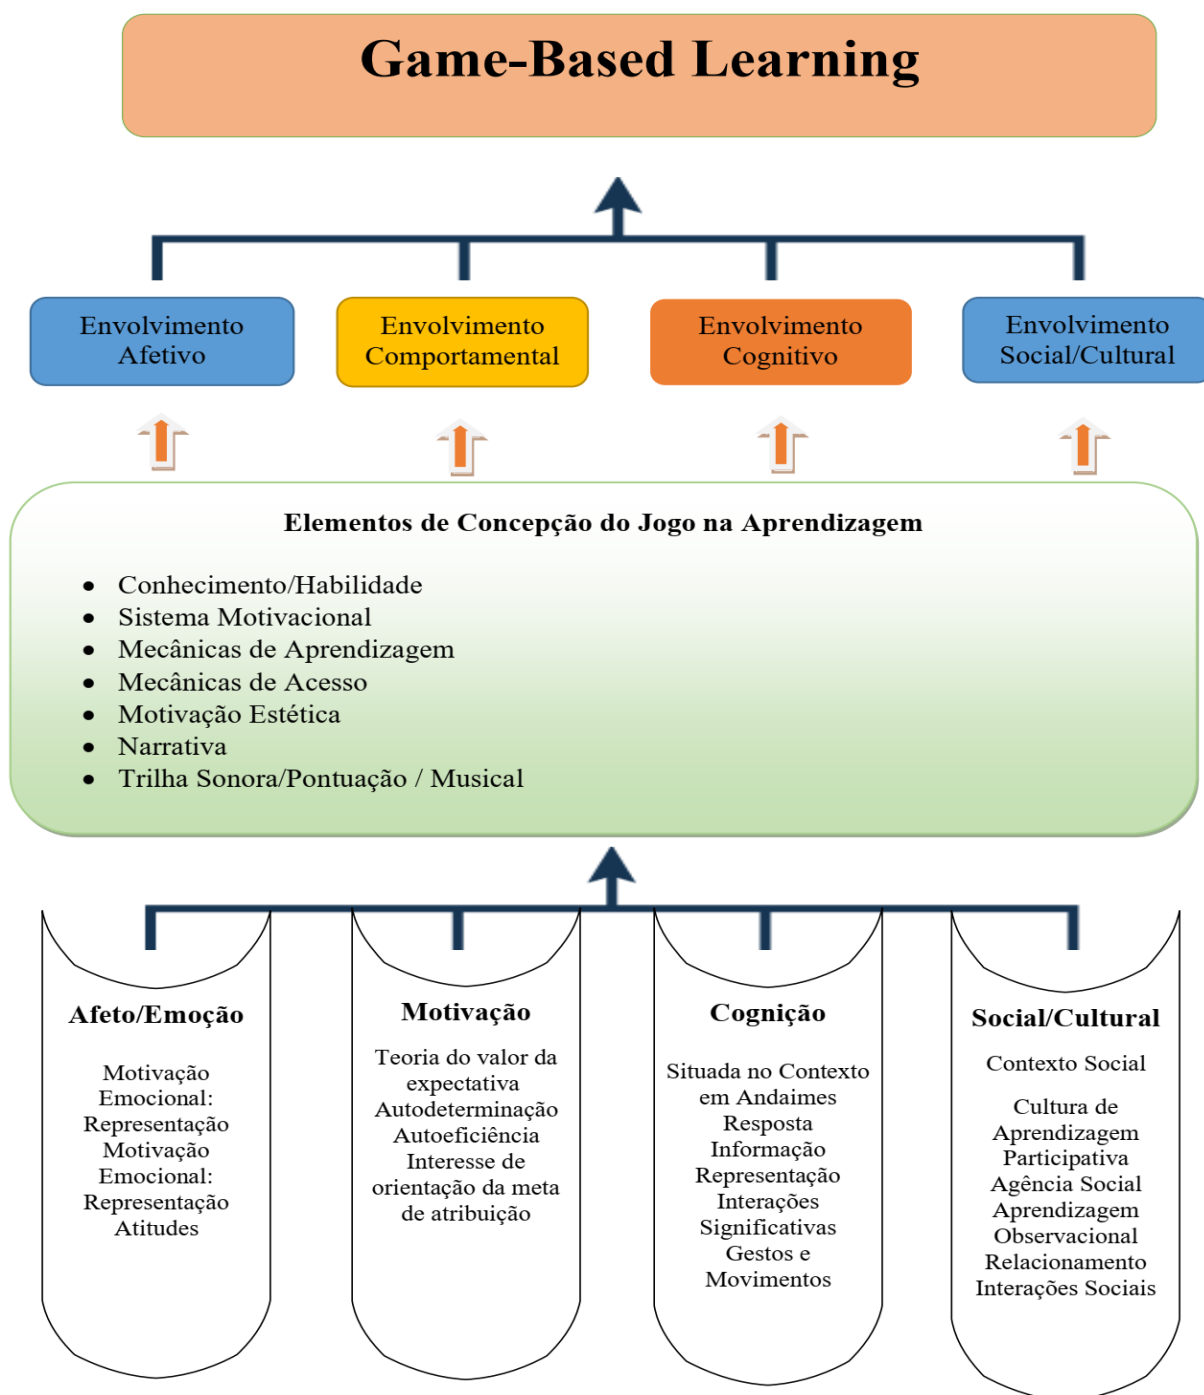 Game-Based Learning
Envolvimento
Afetivo
Envolvimento
Comportamental
Envolvimento
Cognitivo
Envolvimento
Social/Cultural
Elementos de Concepção do Jogo na Aprendizagem
• Conhecimento/Habilidade
• Sistema Motivacional
• Mecânicas de Aprendizagem
• Mecânicas de Acesso
• Motivação Estética
• Narrativa
• Trilha Sonora/Pontuação / Musical
Afeto/Emoção
Motivação
Emocional:
Representação
Motivação
Emocional:
Representação
Atitudes
Motivação
Teoria do valor da
expectativa
Autodeterminação
Autoeficiência
Interesse de
orientação da meta
de atribuição
Cognição
Situada no Contexto
em Andaimes
Resposta
Informação
Representação
Interações
Significativas
Gestos e
Movimentos
Social/Cultural
Contexto Social
Cultura de
Aprendizagem
Participativa
Agência Social
Aprendizagem
Observacional
Relacionamento
Interações Sociais